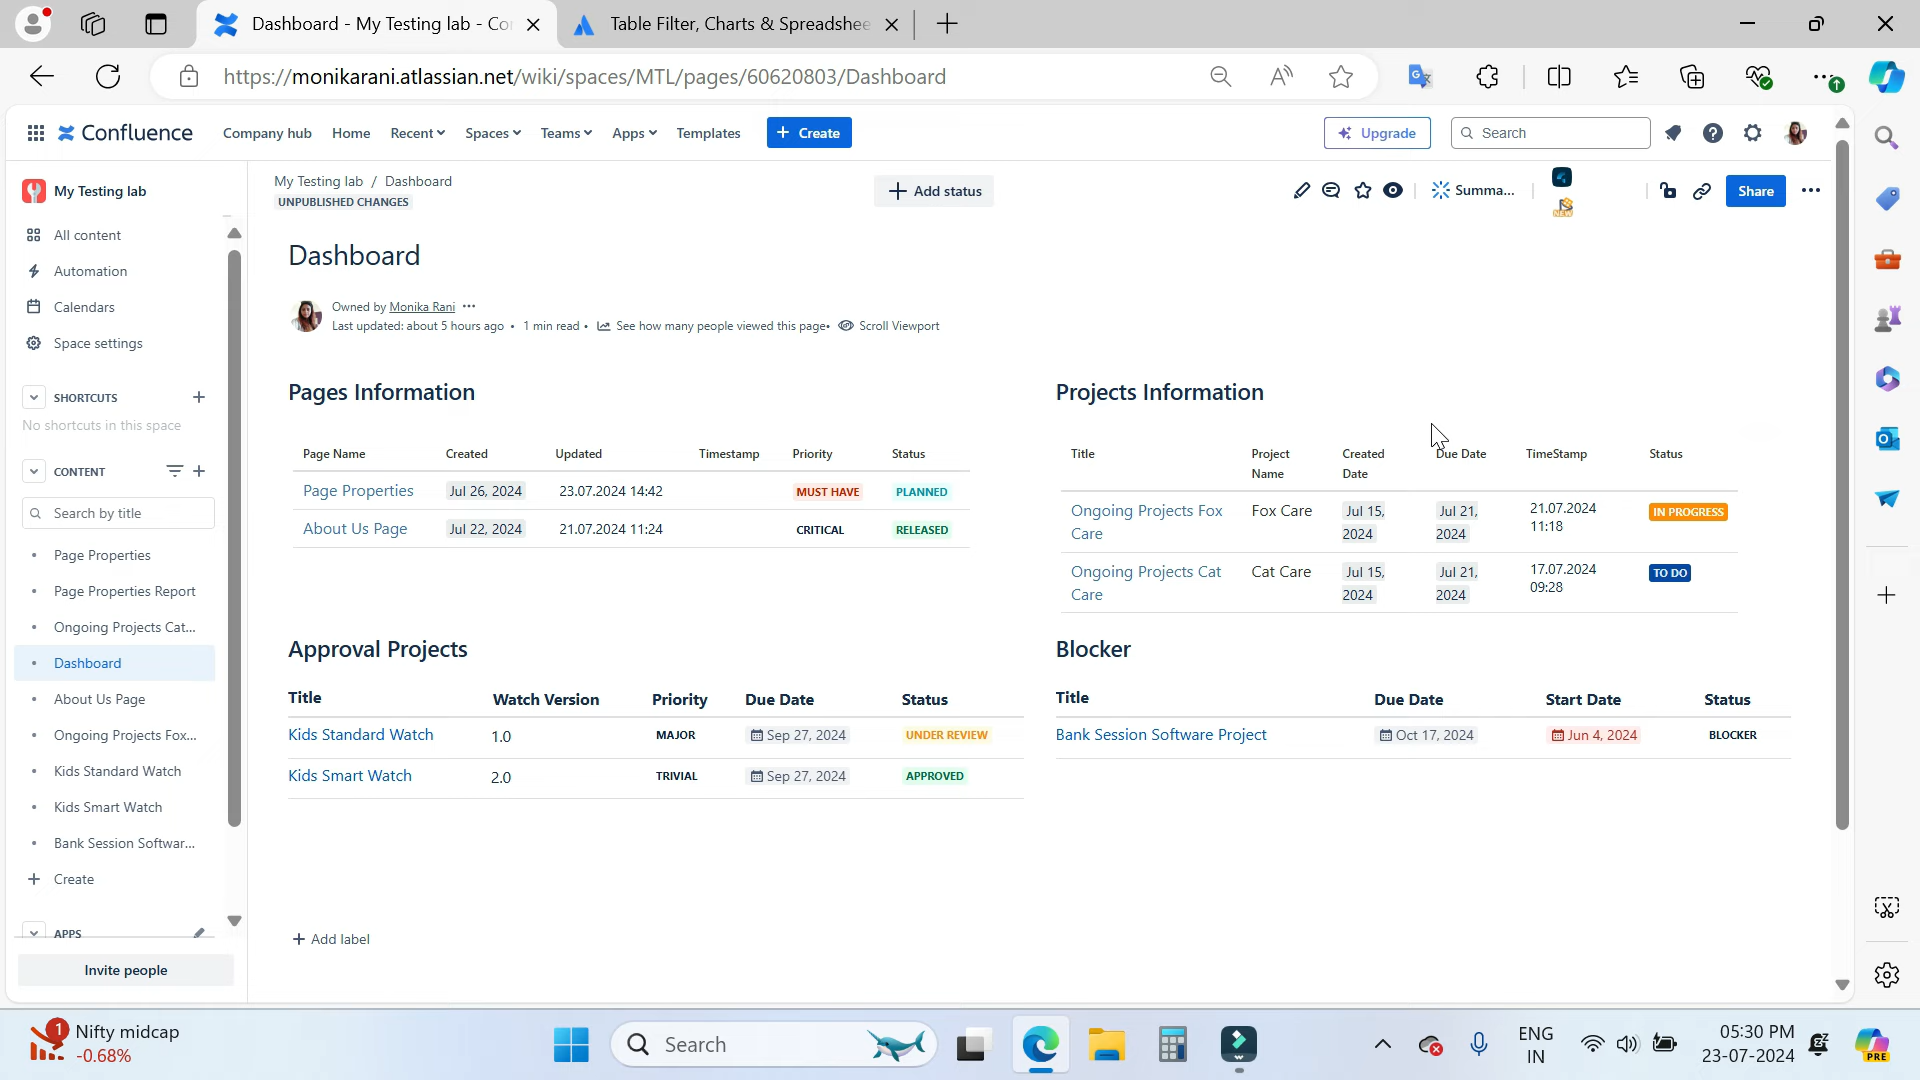 Dashboard - My Testing lab - Co
Table Filter, Charts & Spreadshee
https://monikarani.atlassian.net/wiki/spaces/MTL/pages/60620803/Dashboard
Confluence
Company hub
Home
Recent
Spaces
Teams
Apps
Templates
+ Create
Upgrade
Search
My Testing lab
All content
Automation
Calendars
Space settings
SHORTCUTS
No shortcuts in this space
CONTENT
Search by title
Page Properties
Page Properties Report
Ongoing Projects Cat...
Dashboard
About Us Page
Ongoing Projects Fox...
Kids Standard Watch
Kids Smart Watch
Bank Session Softwar...
+ Create
APPS
Invite people
My Testing lab / Dashboard
UNPUBLISHED CHANGES
+ Add status
Summa...
NEW
Share
Dashboard
Owned by Monika Rani •••
Last updated: about 5 hours ago • 1 min read • See how many people viewed this page • Scroll Viewport
Pages Information
Page Name Created Updated Timestamp Priority Status
Page Properties Jul 26, 2024 23.07.2024 14:42 MUST HAVE PLANNED
About Us Page Jul 22, 2024 21.07.2024 11:24 CRITICAL RELEASED
Projects Information
Title Project Created Due Date TimeStamp Status
Name Date
Ongoing Projects Fox Fox Care Jul 15, Jul 21, 21.07.2024 IN PROGRESS
Care 2024 2024 11:18
Ongoing Projects Cat Cat Care Jul 15, Jul 21, 17.07.2024 TO DO
Care 2024 2024 09:28
Approval Projects
Title Watch Version Priority Due Date Status
Kids Standard Watch 1.0 MAJOR Sep 27, 2024 UNDER REVIEW
Kids Smart Watch 2.0 TRIVIAL Sep 27, 2024 APPROVED
Blocker
Title Due Date Start Date Status
Bank Session Software Project Oct 17, 2024 Jun 4, 2024 BLOCKER
+ Add label
1
Nifty midcap
-0.68%
Search
ENG
IN
05:30 PM
23-07-2024
PRE